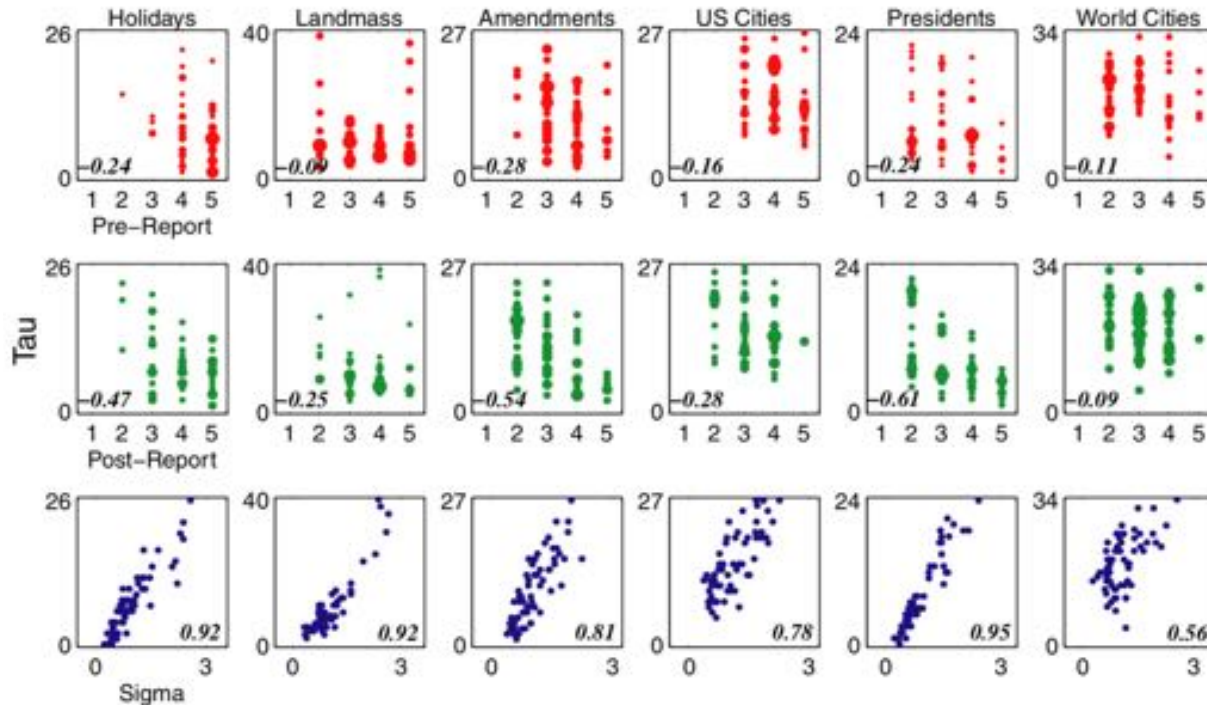 Holidays Landmass Amendments US Cities Presidents World Cities
26 40 27 27 24 34
−0.24 −0.09 −0.28 −0.16 −0.24 −0.11
0 0 0 0 0 0
1 2 3 4 5 1 2 3 4 5 1 2 3 4 5 1 2 3 4 5 1 2 3 4 5 1 2 3 4 5
Pre−Report
26 40 27 27 24 34
Tau
−0.47 −0.25 −0.54 −0.28 −0.61 −0.09
0 0 0 0 0 0
1 2 3 4 5 1 2 3 4 5 1 2 3 4 5 1 2 3 4 5 1 2 3 4 5 1 2 3 4 5
Post−Report
26 40 27 27 24 34
0.92 0.92 0.81 0.78 0.95 0.56
0 0 0 0 0 0
0 3 0 3 0 3 0 3 0 3 0 3
Sigma